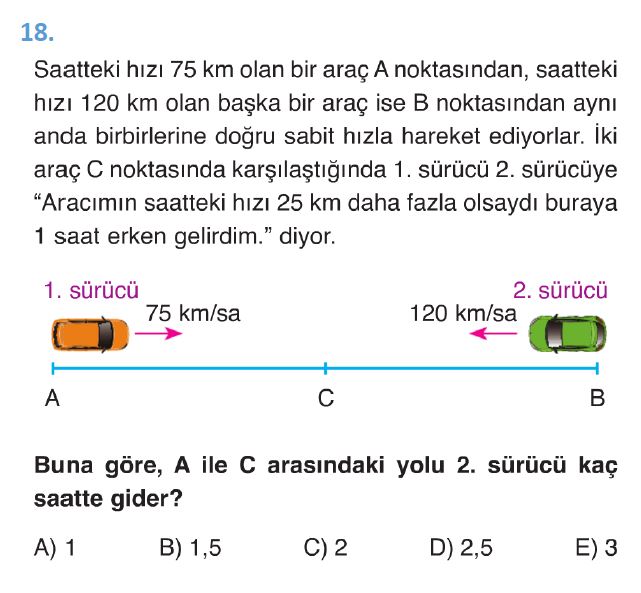 18.
Saatteki hızı 75 km olan bir araç A noktasından, saatteki
hızı 120 km olan başka bir araç ise B noktasından aynı
anda birbirlerine doğru sabit hızla hareket ediyorlar. İki
araç C noktasında karşılaştığında 1. sürücü 2. sürücüye
“Aracımın saatteki hızı 25 km daha fazla olsaydı buraya
1 saat erken gelirdim.” diyor.
1. sürücü 2. sürücü
75 km/sa 120 km/sa
A C B
Buna göre, A ile C arasındaki yolu 2. sürücü kaç
saatte gider?
A) 1 B) 1,5 C) 2 D) 2,5 E) 3